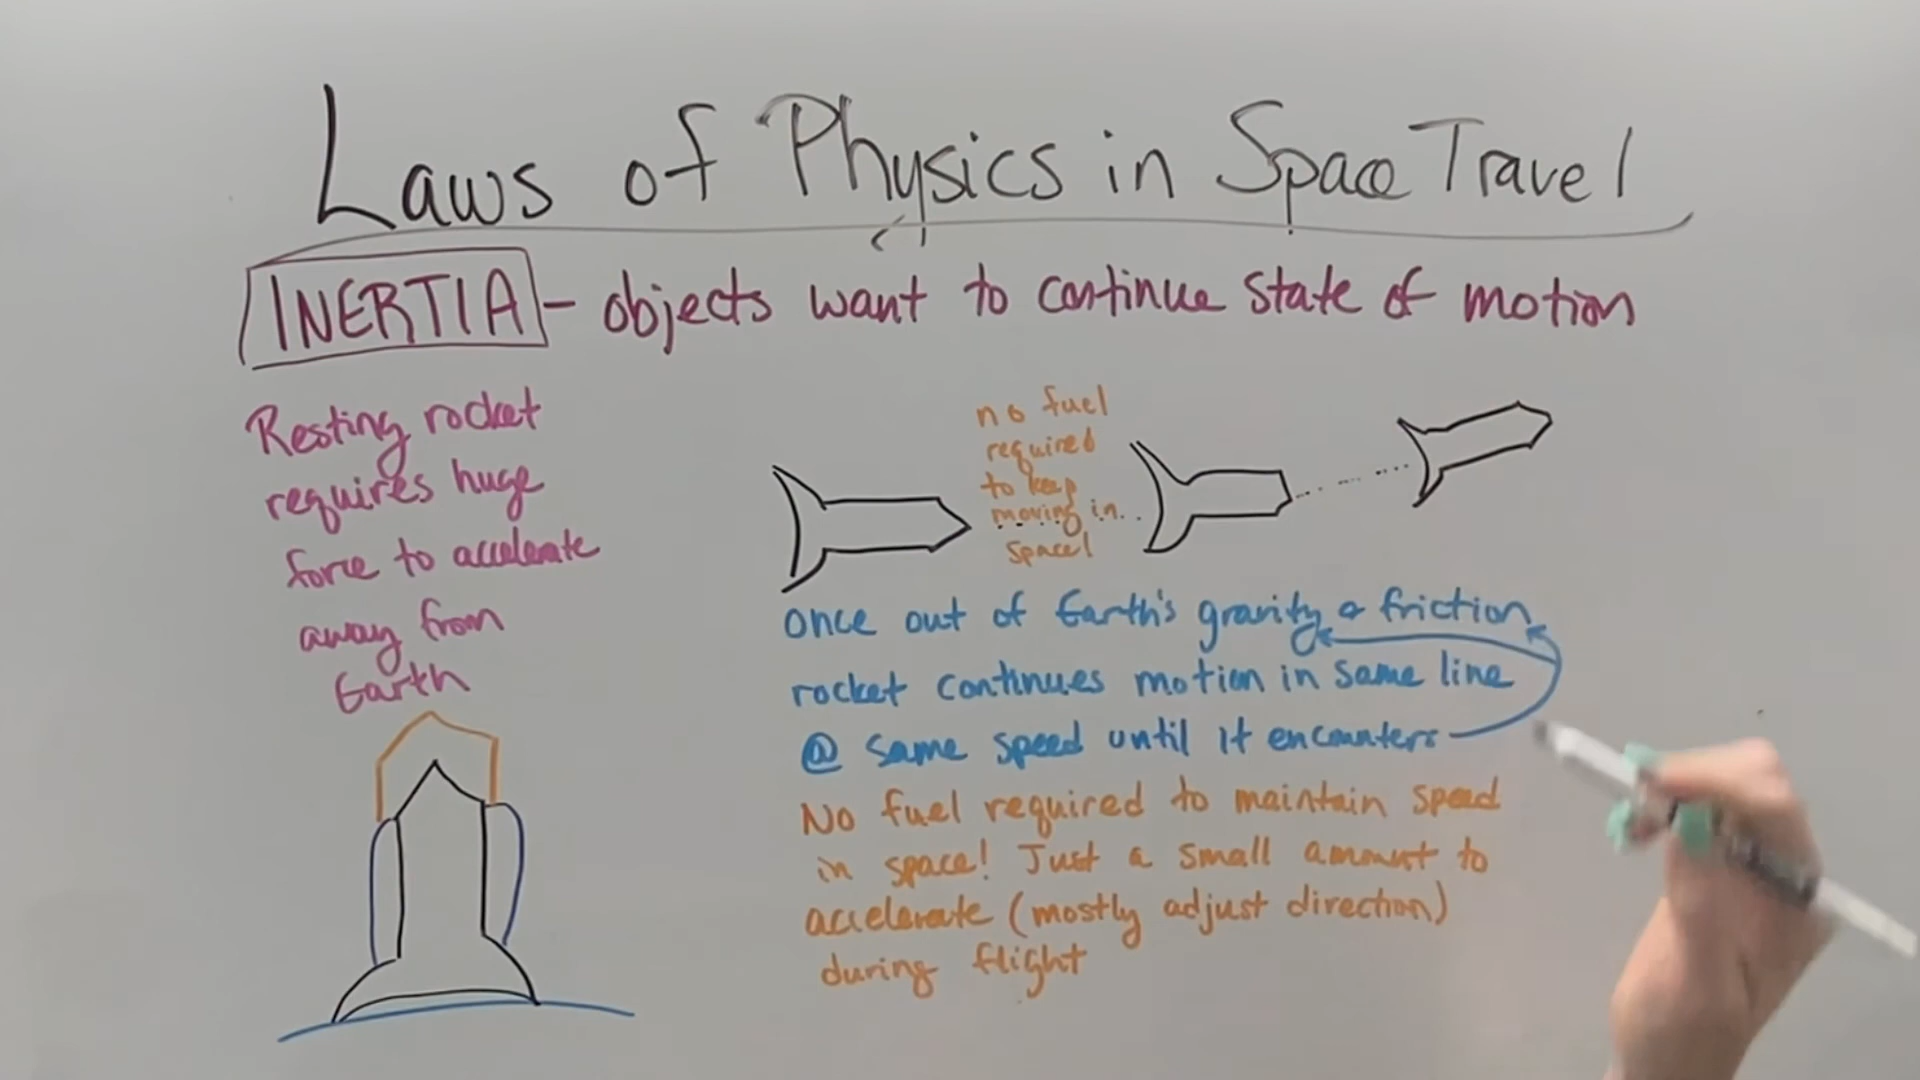 Laws of Physics in Space Travel
INERTIA - objects want to continue state of motion
Resting rocket
requires huge
force to accelerate
away from
Earth
no fuel
required
to keep
moving in
space!
once out of Earth's gravity & friction
rocket continues motion in same line
@ same speed until it encounters
No fuel required to maintain speed
in space! Just a small amount to
accelerate (mostly adjust direction)
during flight